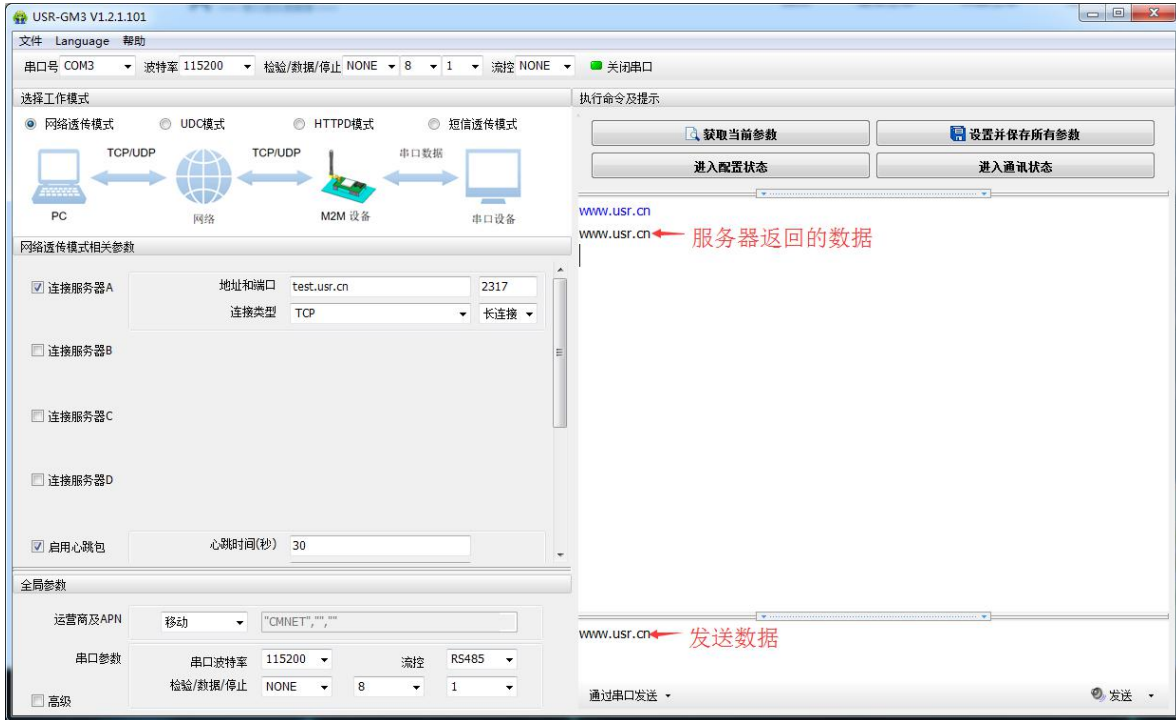 USR-GM3 V1.2.1.101
文件 Language 帮助
串口号 COM3 波特率 115200 检验/数据/停止 NONE 8 1 流控 NONE 关闭串口
选择工作模式
网络透传模式 UDC模式 HTTPD模式 短信透传模式
TCP/UDP TCP/UDP 串口数据
PC 网络 M2M 设备 串口设备
网络透传模式相关参数
连接服务器A 地址和端口 test.usr.cn 2317
连接类型 TCP 长连接
连接服务器B
连接服务器C
连接服务器D
启用心跳包 心跳时间(秒) 30
全局参数
运营商及APN 移动 "CMNET","",""
串口参数 串口波特率 115200 流控 RS485
检验/数据/停止 NONE 8 1
高级
执行命令及提示
获取当前参数 设置并保存所有参数
进入配置状态 进入通讯状态
www.usr.cn
www.usr.cn 服务器返回的数据
www.usr.cn 发送数据
通过串口发送 发送